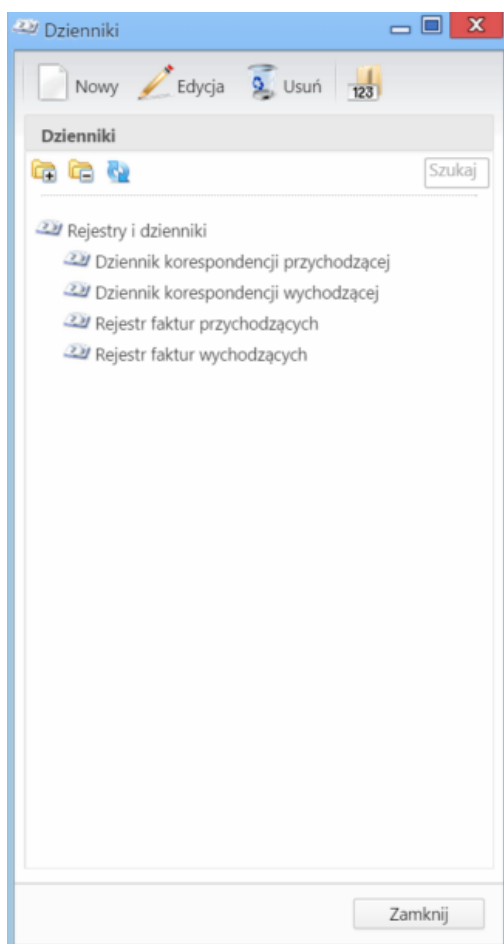 Dzienniki
Nowy Edycja Usuń 123
Dzienniki
Szukaj
Rejestry i dzienniki
Dziennik korespondencji przychodzącej
Dziennik korespondencji wychodzącej
Rejestr faktur przychodzących
Rejestr faktur wychodzących
Zamknij